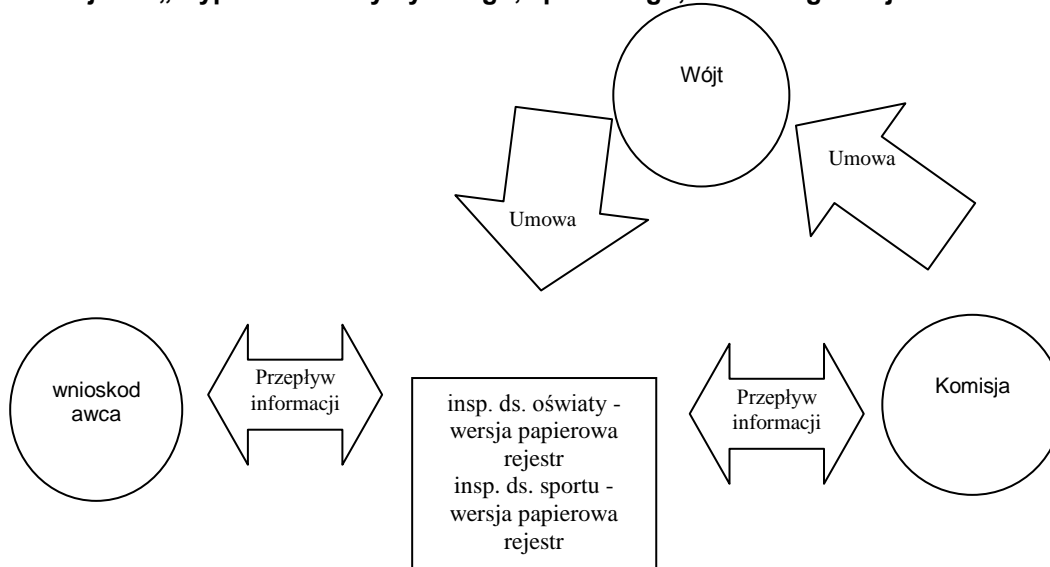 Wójt
Umowa
Umowa
wnioskod
awca
Przepływ
informacji
insp. ds. oświaty -
wersja papierowa
rejestr
insp. ds. sportu -
wersja papierowa
rejestr
Przepływ
informacji
Komisja